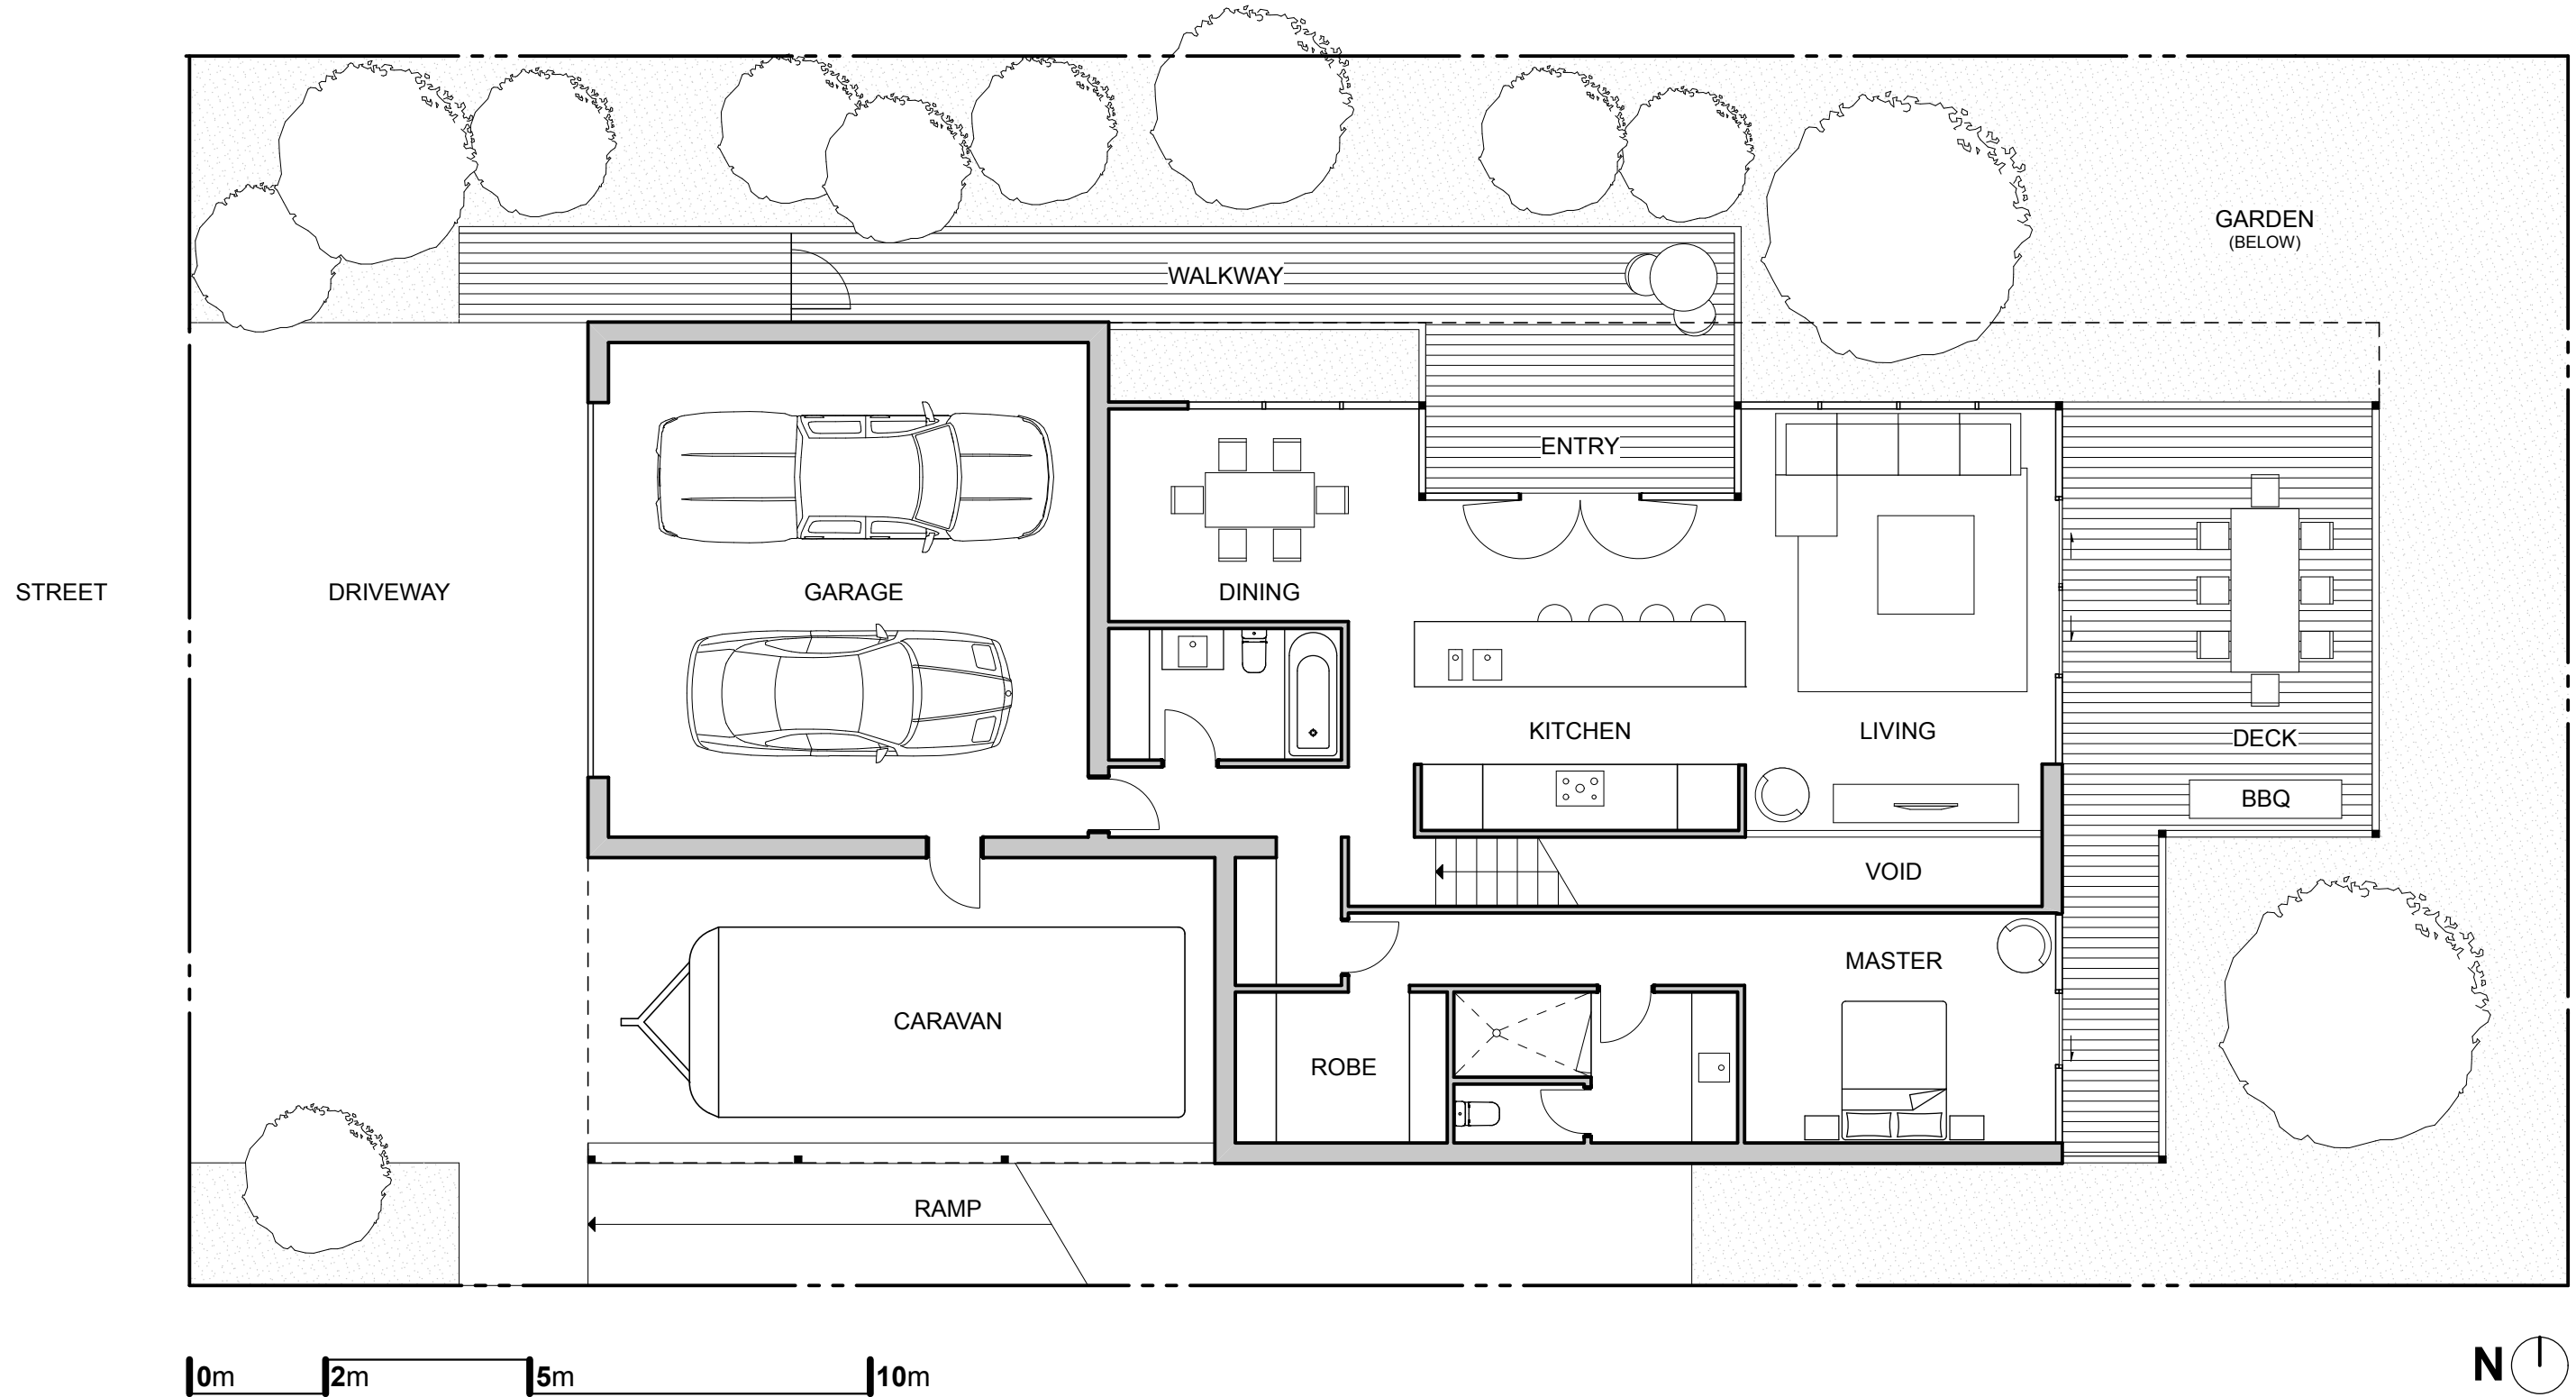 GARDEN
(BELOW)
WALKWAY
ENTRY
STREET
DRIVEWAY
GARAGE
DINING
KITCHEN
LIVING
DECK
BBQ
VOID
MASTER
CARAVAN
ROBE
RAMP
0m
2m
5m
10m
N